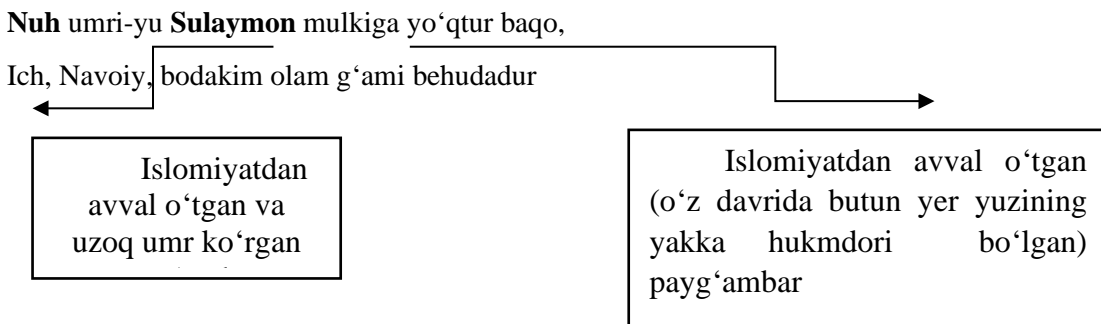 Nuh umri-yu Sulaymon mulkiga yo‘qtur baqo,
Ich, Navoiy, bodakim olam g‘ami behudadur
Islomiyatdan
avval o‘tgan va
uzoq umr ko‘rgan
Islomiyatdan avval o‘tgan
(o‘z davrida butun yer yuzining
yakka hukmdori bo‘lgan)
payg‘ambar